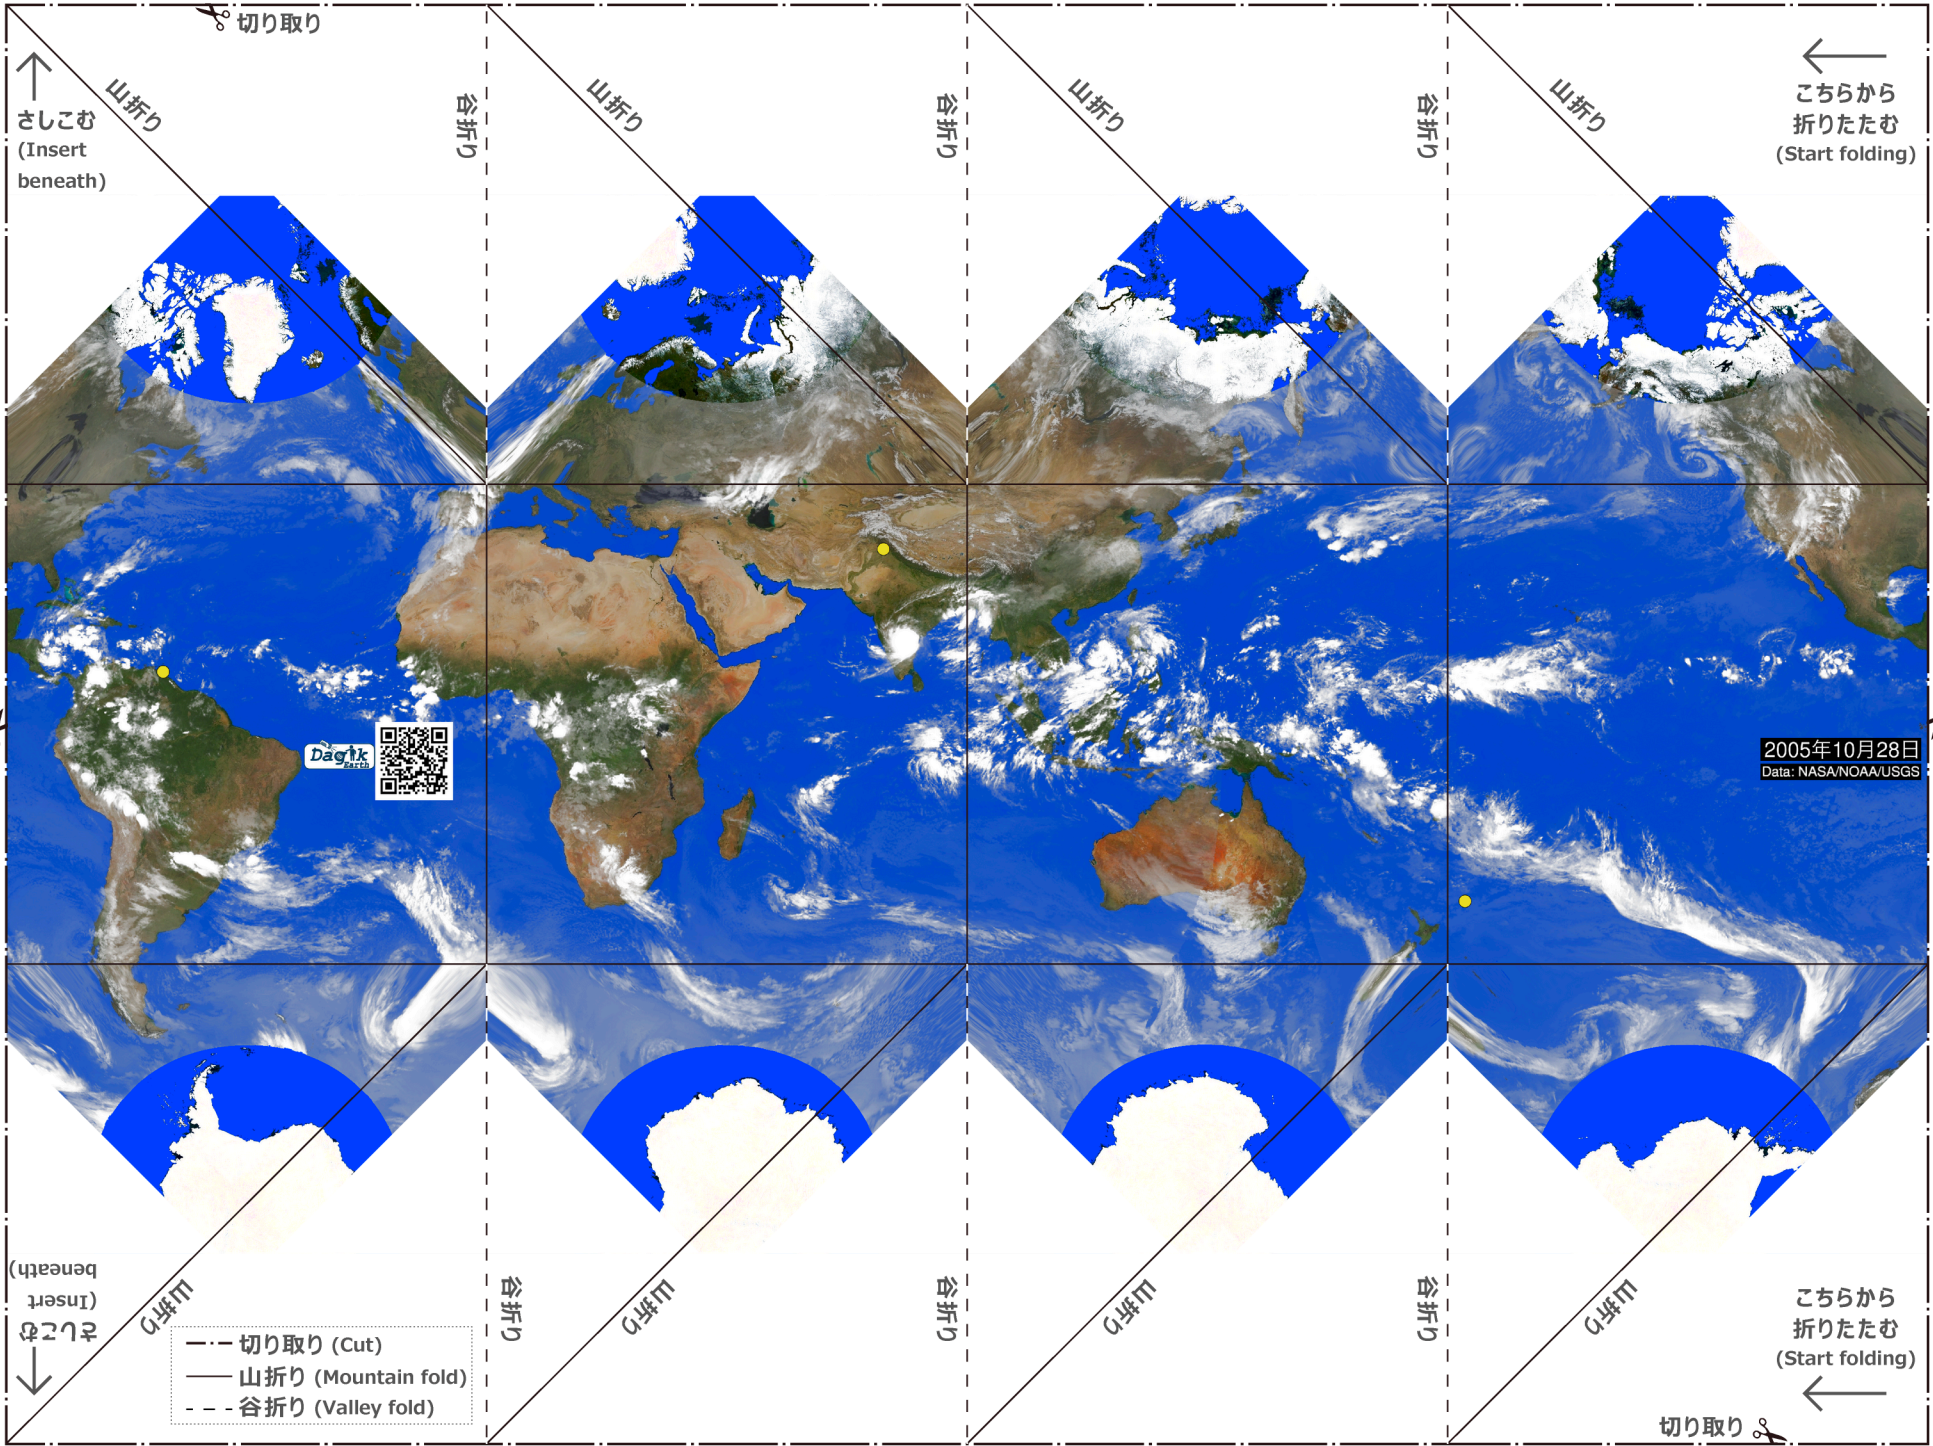 切り取り
山折り
谷折り
山折り
谷折り
山折り
谷折り
山折り
さしこむ
(Insert
beneath)
こちらから
折りたたむ
(Start folding)
Dagik
Earth
2005年10月28日
Data: NASA/NOAA/USGS
さしこむ
(Insert
beneath)
山折り
谷折り
山折り
谷折り
山折り
谷折り
山折り
こちらから
折りたたむ
(Start folding)
切り取り (Cut)
山折り (Mountain fold)
谷折り (Valley fold)
切り取り